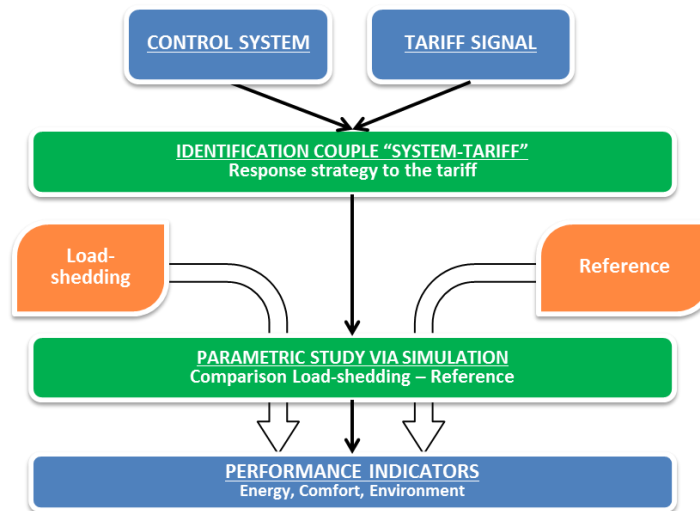 CONTROL SYSTEM
TARIFF SIGNAL
IDENTIFICATION COUPLE “SYSTEM-TARIFF”
Response strategy to the tariff
Load-
shedding
Reference
PARAMETRIC STUDY VIA SIMULATION
Comparison Load-shedding – Reference
PERFORMANCE INDICATORS
Energy, Comfort, Environment